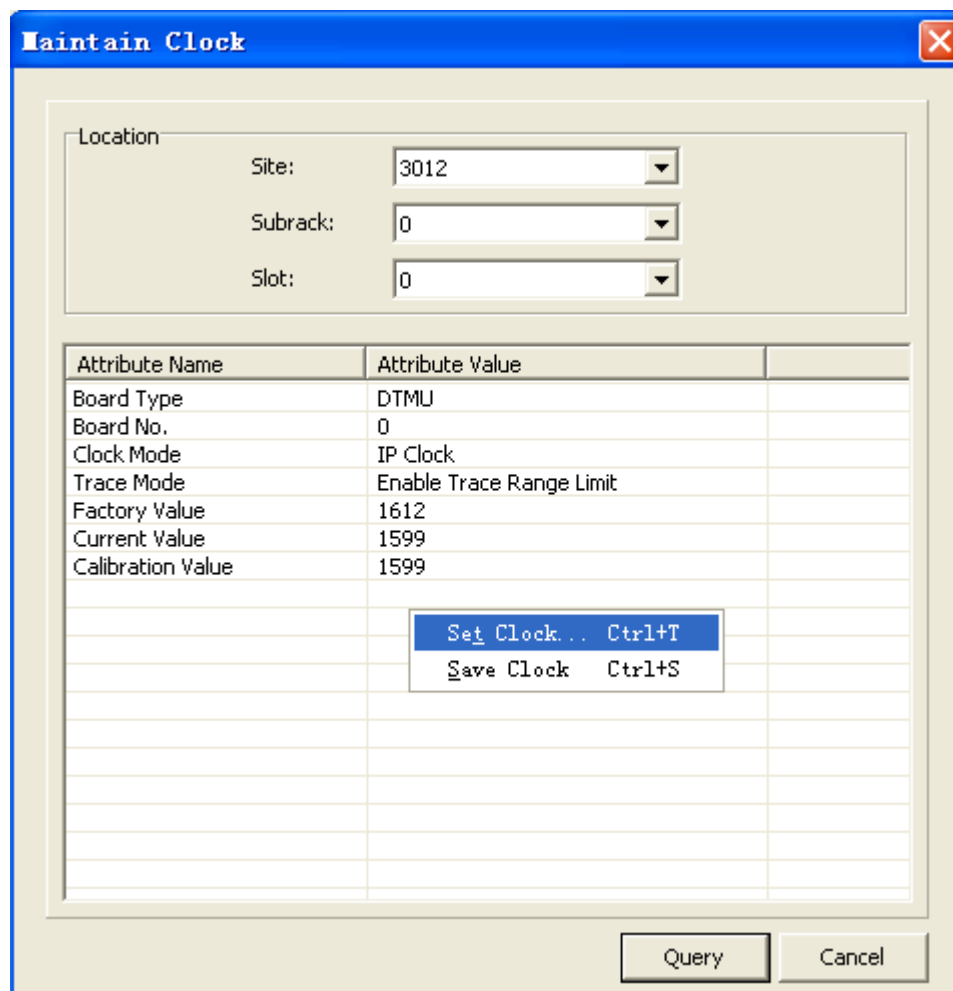 Maintain Clock
Location
Site: 3012
Subrack: 0
Slot: 0
Attribute Name Attribute Value
Board Type DTMU
Board No. 0
Clock Mode IP Clock
Trace Mode Enable Trace Range Limit
Factory Value 1612
Current Value 1599
Calibration Value 1599
Set Clock... Ctrl+T
Save Clock Ctrl+S
Query Cancel